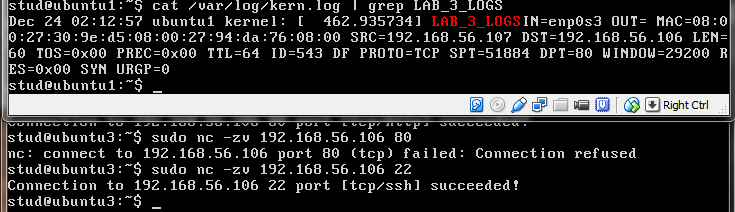 stud@ubuntu1:~$ cat /var/log/kern.log | grep LAB_3_LOGS
Dec 24 02:12:57 ubuntu1 kernel: [  462.935734] LAB_3_LOGSIN=enp0s3 OUT= MAC=08:0
0:27:30:9e:d5:08:00:27:94:da:76:08:00 SRC=192.168.56.107 DST=192.168.56.106 LEN=
60 TOS=0x00 PREC=0x00 TTL=64 ID=543 DF PROTO=TCP SPT=51884 DPT=80 WINDOW=29200 R
ES=0x00 SYN URGP=0
stud@ubuntu1:~$ _
Right Ctrl
Connection to 192.168.56.106 80 port [tcp/http] succeeded!
stud@ubuntu3:~$ sudo nc -zv 192.168.56.106 80
nc: connect to 192.168.56.106 port 80 (tcp) failed: Connection refused
stud@ubuntu3:~$ sudo nc -zv 192.168.56.106 22
Connection to 192.168.56.106 22 port [tcp/ssh] succeeded!
stud@ubuntu3:~$ _